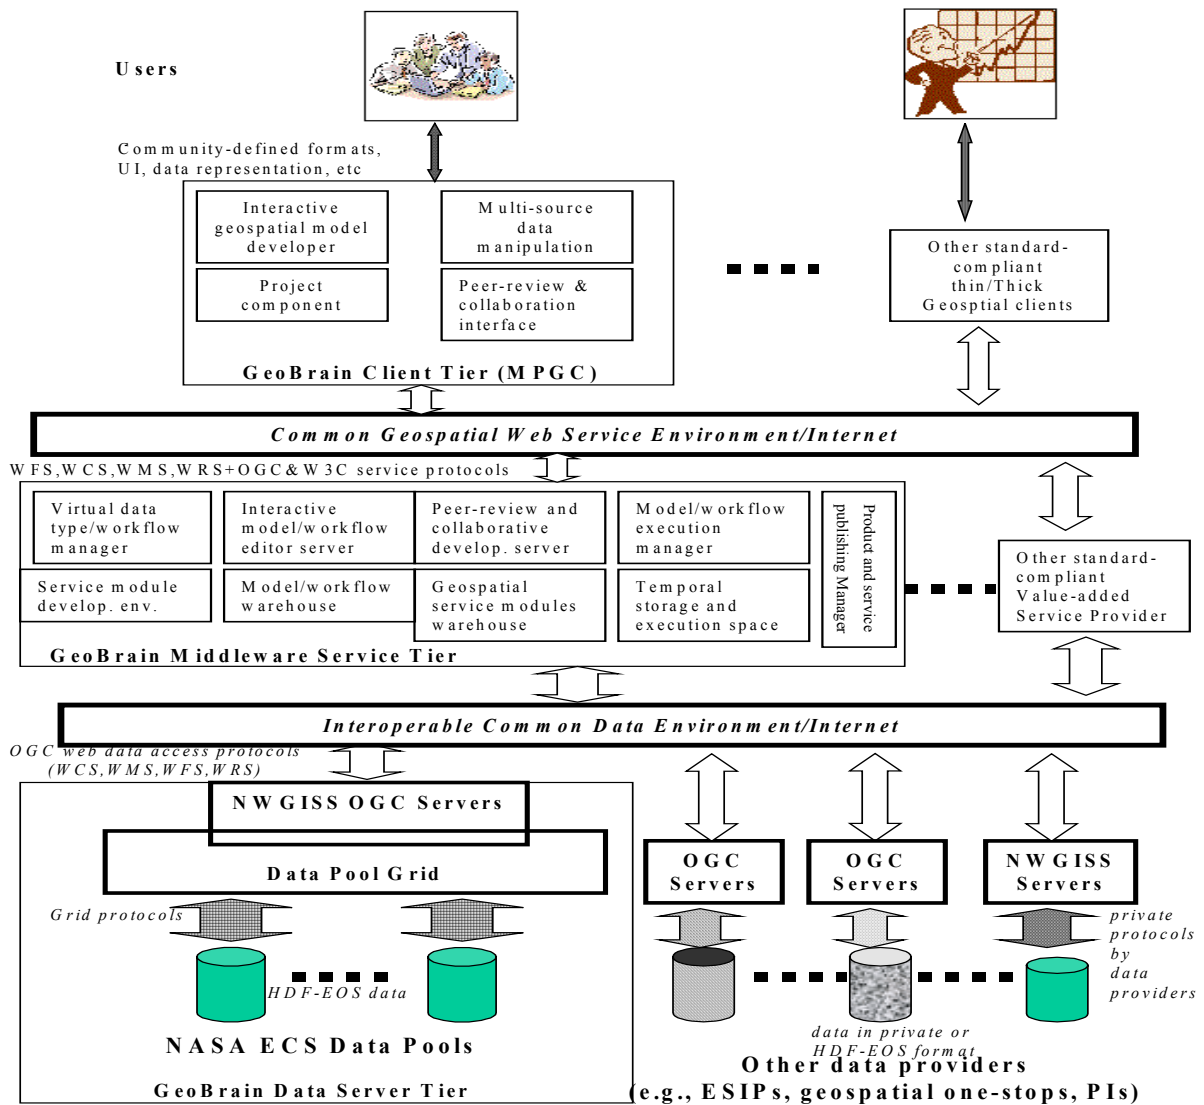 Users
Community-defined formats,
UI, data representation, etc
Interactive
geospatial model
developer
Multi-source
data
manipulation
Project
component
Peer-review &
collaboration
interface
GeoBrain Client Tier (MPGC)
Other standard-
compliant
thin/Thick
Geosptial clients
Common Geospatial Web Service Environment/Internet
WFS,WCS,WMS,WRS+OGC&W3C service protocols
Virtual data
type/workflow
manager
Interactive
model/workflow
editor server
Peer-review and
collaborative
develop. server
Model/workflow
execution
manager
Product and service
publishing Manager
Service module
develop. env.
Model/workflow
warehouse
Geospatial
service modules
warehouse
Temporal
storage and
execution space
GeoBrain Middleware Service Tier
Other standard-
compliant
Value-added
Service Provider
Interoperable Common Data Environment/Internet
OGC web data access protocols
(WCS,WMS,WFS,WRS)
NWGISS OGC Servers
Data Pool Grid
Grid protocols
HDF-EOS data
NASA ECS Data Pools
GeoBrain Data Server Tier
OGC
Servers
OGC
Servers
NWGISS
Servers
private
protocols
by
data
providers
data in private or
HDF-EOS format
Other data providers
(e.g., ESIPs, geospatial one-stops, PIs)